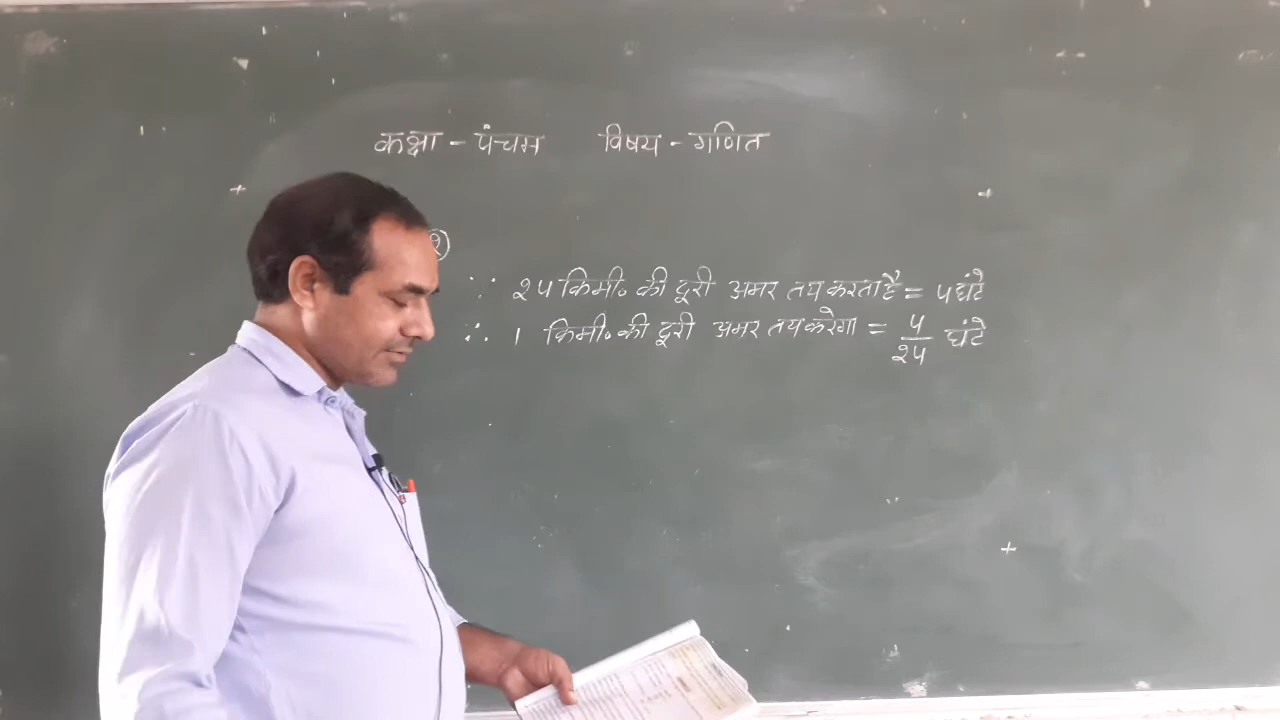 कक्षा - पंचम विषय - गणित
∵ २५ किमी० की दूरी अमर तय करता है = ५ घंटे
∴ १ किमी० की दूरी अमर तय करेगा = ५/२५ घंटे